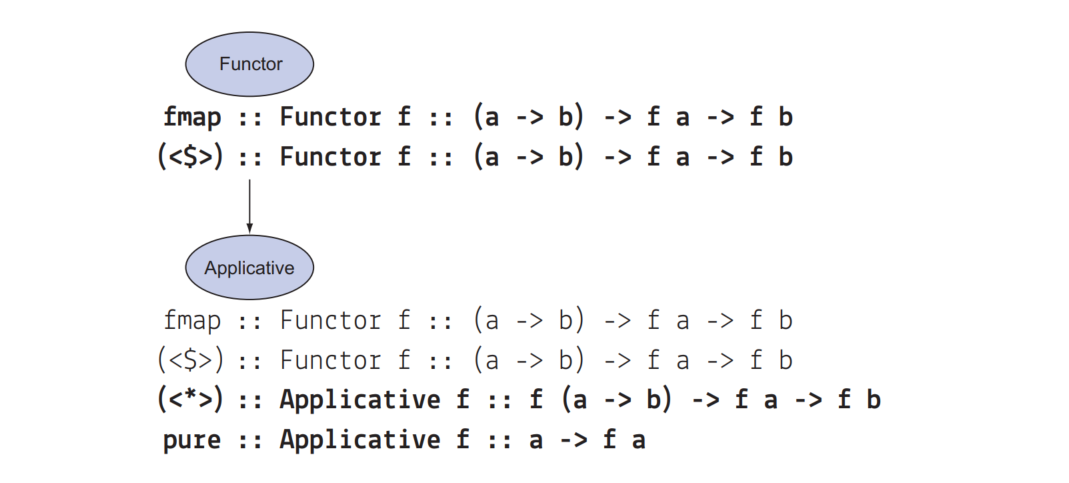 Functor
fmap :: Functor f :: (a -> b) -> f a -> f b
(<$>) :: Functor f :: (a -> b) -> f a -> f b
Applicative
fmap :: Functor f :: (a -> b) -> f a -> f b
(<$>) :: Functor f :: (a -> b) -> f a -> f b
(<*>) :: Applicative f :: f (a -> b) -> f a -> f b
pure :: Applicative f :: a -> f a